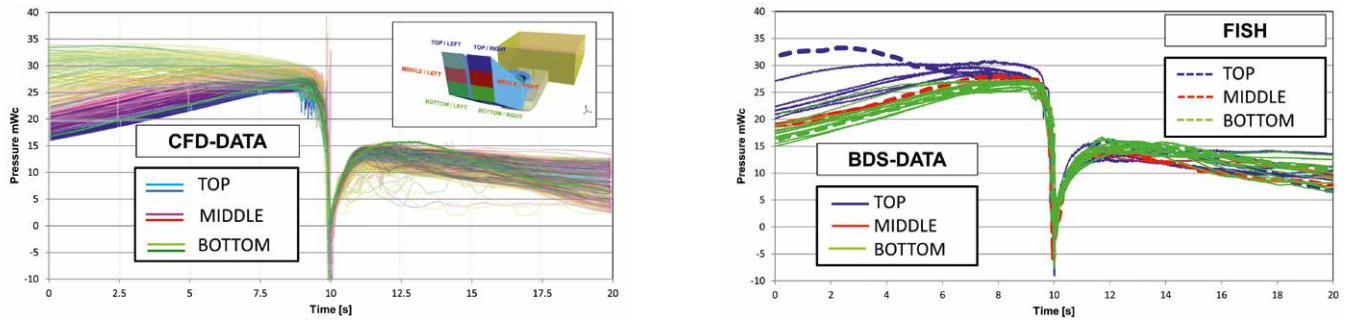 40
35
30
25
20
15
10
5
0
-5
-10
Pressure mWc
0
2.5
5
7.5
10
12.5
15
17.5
20
Time [s]
TOP / LEFT
TOP / RIGHT
MIDDLE / LEFT
MIDDLE / RIGHT
BOTTOM / LEFT
BOTTOM / RIGHT
CFD-DATA
TOP
MIDDLE
BOTTOM
40
35
30
25
20
15
10
5
0
-5
-10
Pressure mWc
0
2
4
6
8
10
12
14
16
18
20
Time [s]
FISH
TOP
MIDDLE
BOTTOM
BDS-DATA
TOP
MIDDLE
BOTTOM